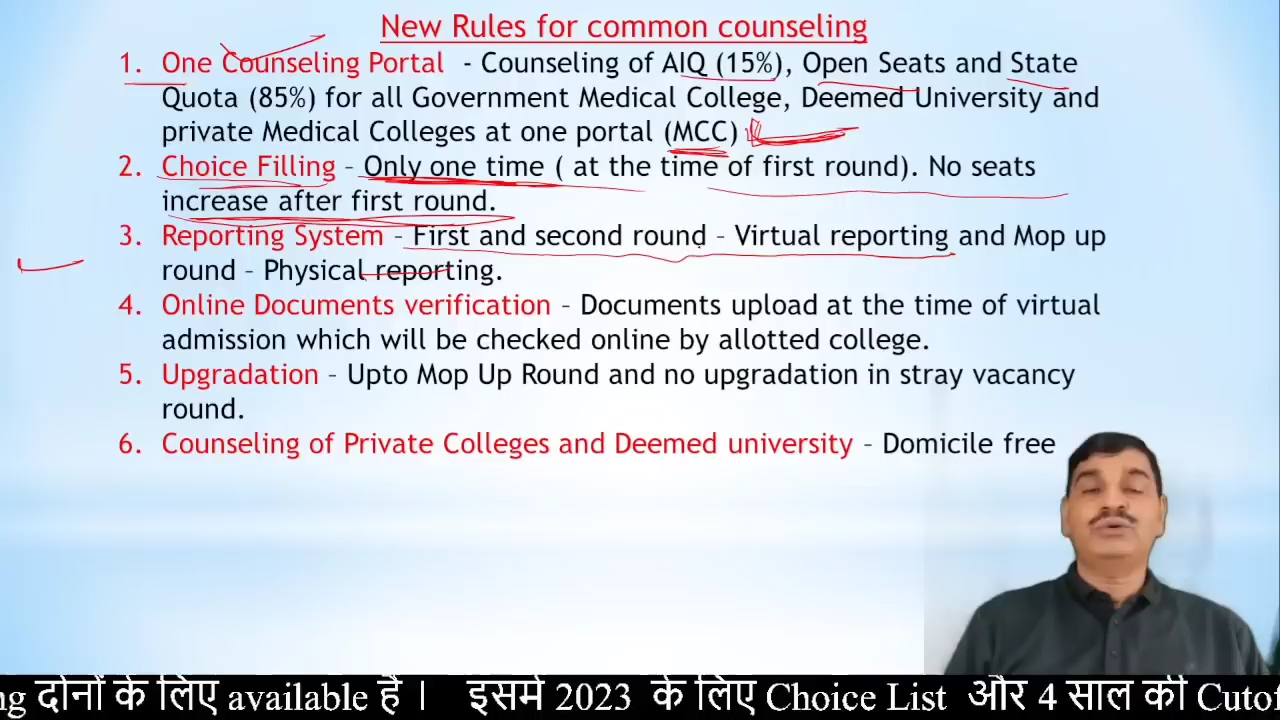 New Rules for common counseling
1. One Counseling Portal - Counseling of AIQ (15%), Open Seats and State
Quota (85%) for all Government Medical College, Deemed University and
private Medical Colleges at one portal (MCC)
2. Choice Filling – Only one time ( at the time of first round). No seats
increase after first round.
3. Reporting System – First and second round – Virtual reporting and Mop up
round – Physical reporting.
4. Online Documents verification – Documents upload at the time of virtual
admission which will be checked online by allotted college.
5. Upgradation – Upto Mop Up Round and no upgradation in stray vacancy
round.
6. Counseling of Private Colleges and Deemed university – Domicile free
ng दोनों के लिए available है । इसमें 2023 के लिए Choice List और 4 साल की Cutof